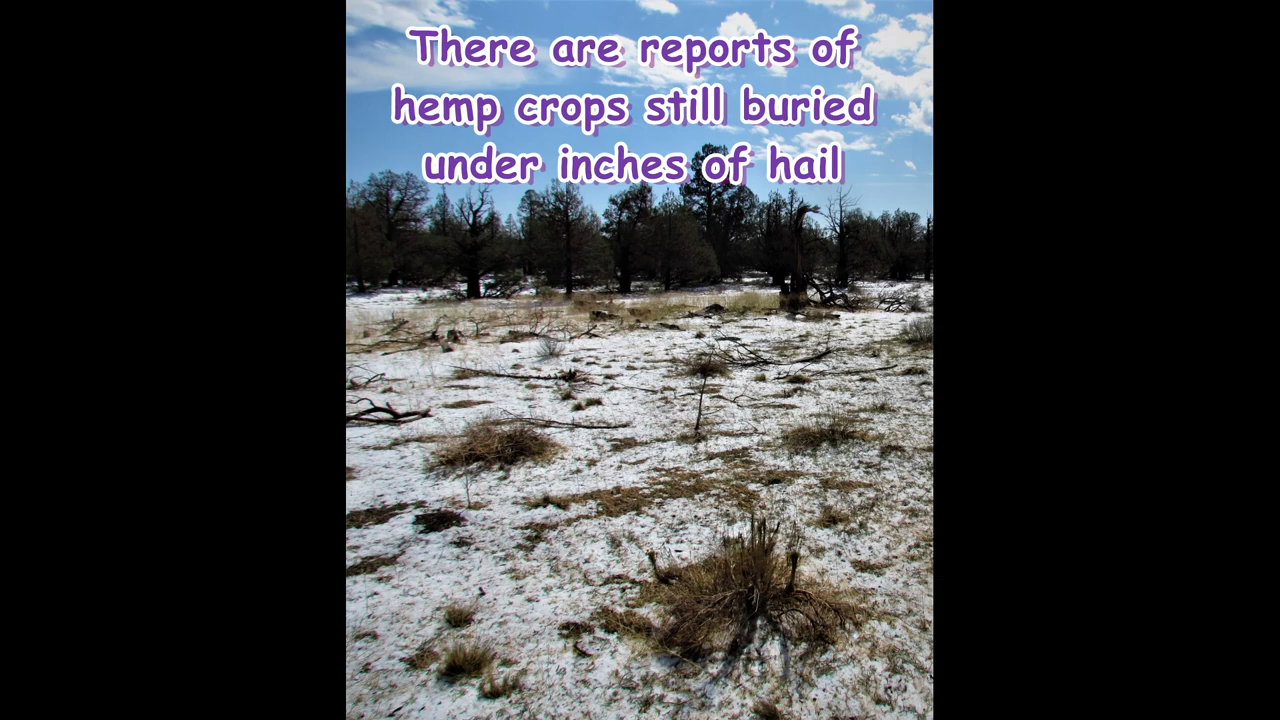 There are reports of
hemp crops still buried
under inches of hail